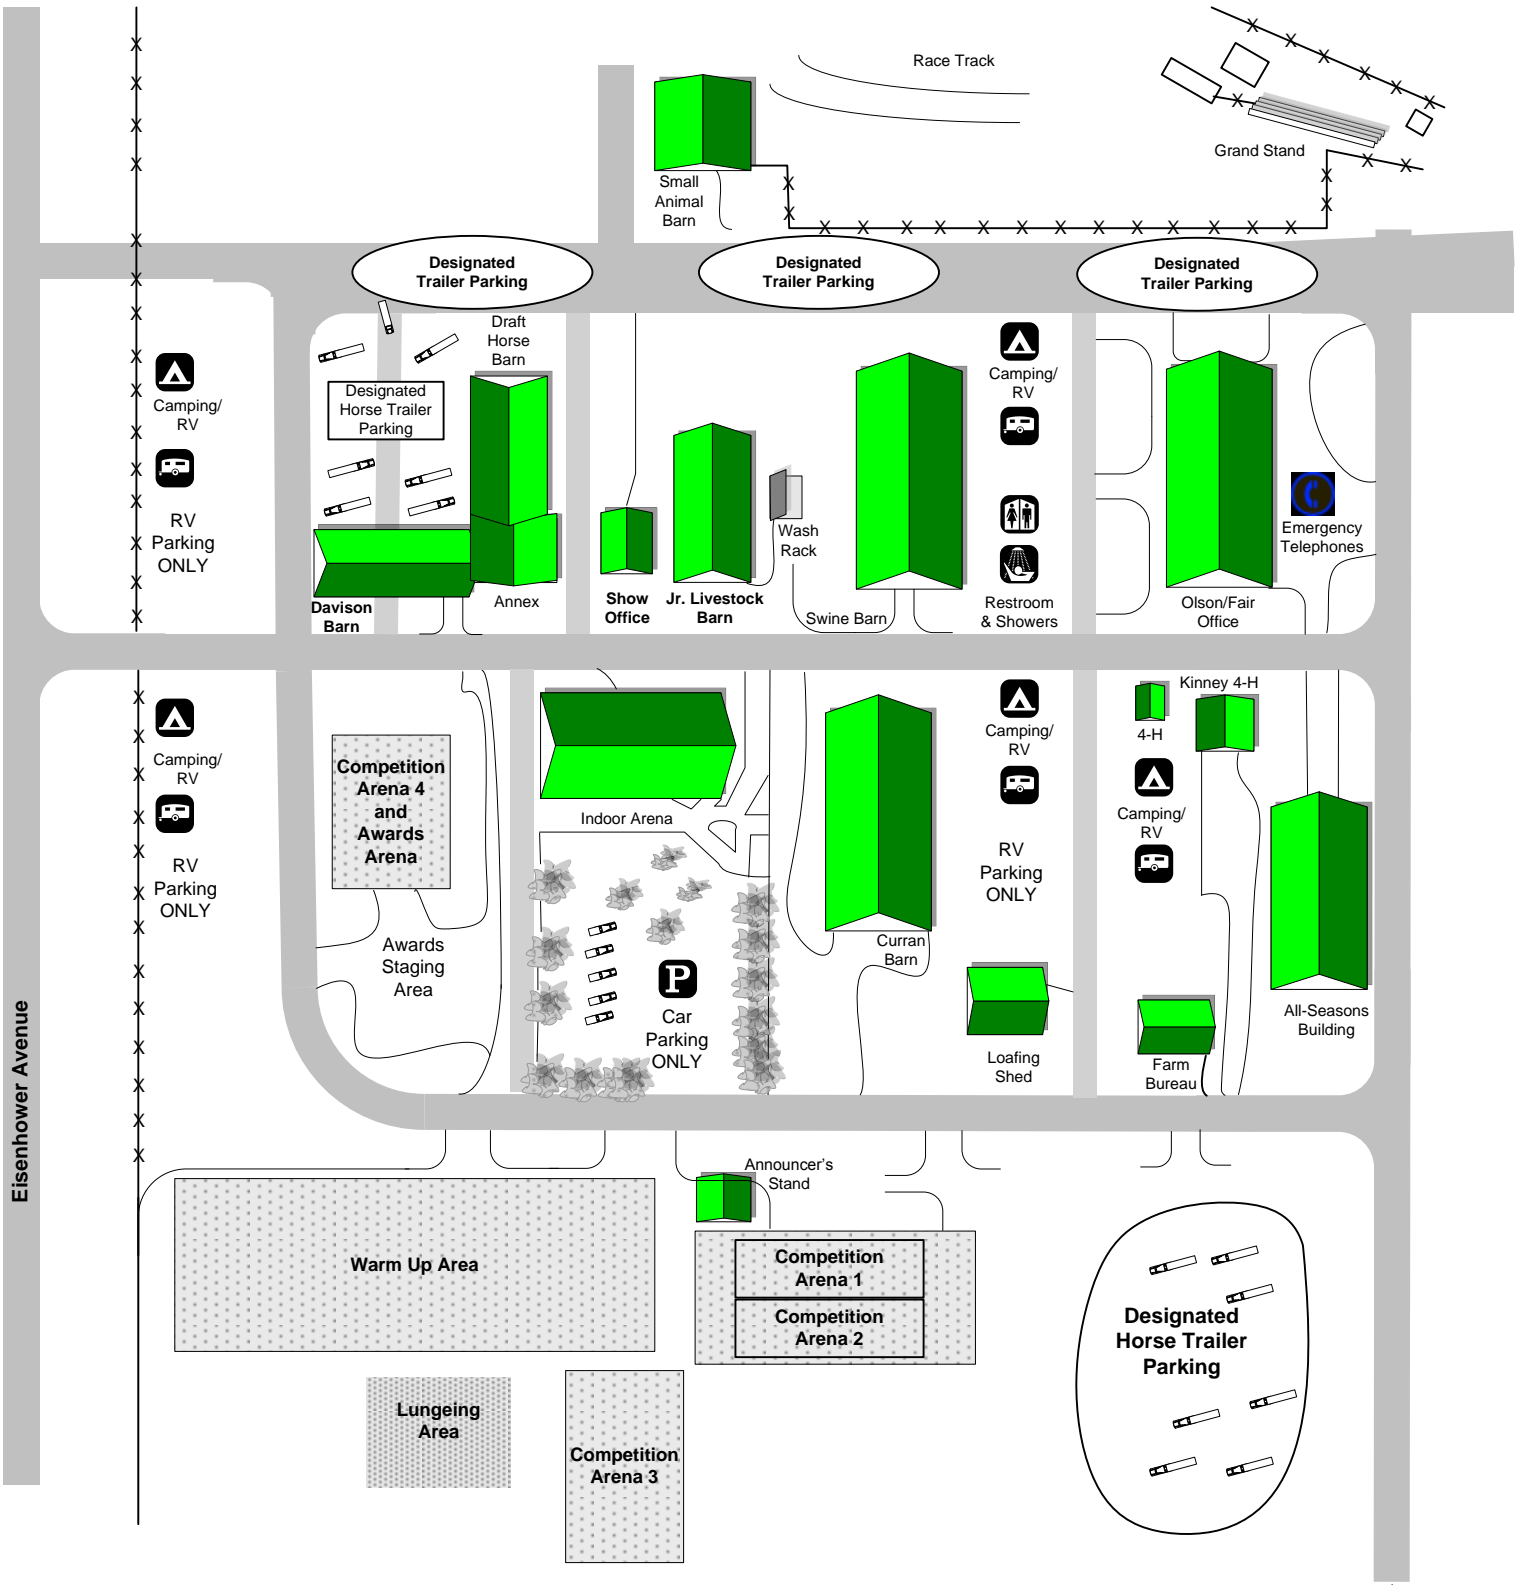 Race Track
Grand Stand
Small
Animal
Barn
Designated
Trailer Parking
Designated
Trailer Parking
Designated
Trailer Parking
Draft
Horse
Barn
Camping/
RV
RV
Parking
ONLY
Designated
Horse Trailer
Parking
Davison
Barn
Annex
Show
Office
Jr. Livestock
Barn
Wash
Rack
Swine Barn
Camping/
RV
Restroom
& Showers
Olson/Fair
Office
Emergency
Telephones
Camping/
RV
RV
Parking
ONLY
Competition
Arena 4
and
Awards
Arena
Awards
Staging
Area
Indoor Arena
P
Car
Parking
ONLY
Curran
Barn
Camping/
RV
RV
Parking
ONLY
Loafing
Shed
Kinney 4-H
4-H
Camping/
RV
Farm
Bureau
All-Seasons
Building
Eisenhower Avenue
Announcer's
Stand
Warm Up Area
Competition
Arena 1
Competition
Arena 2
Lungeing
Area
Competition
Arena 3
Designated
Horse Trailer
Parking